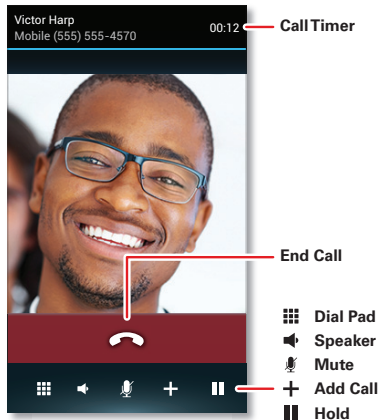 Victor Harp
Mobile (555) 555-4570
00:12
Call Timer
End Call
Dial Pad
Speaker
Mute
Add Call
Hold